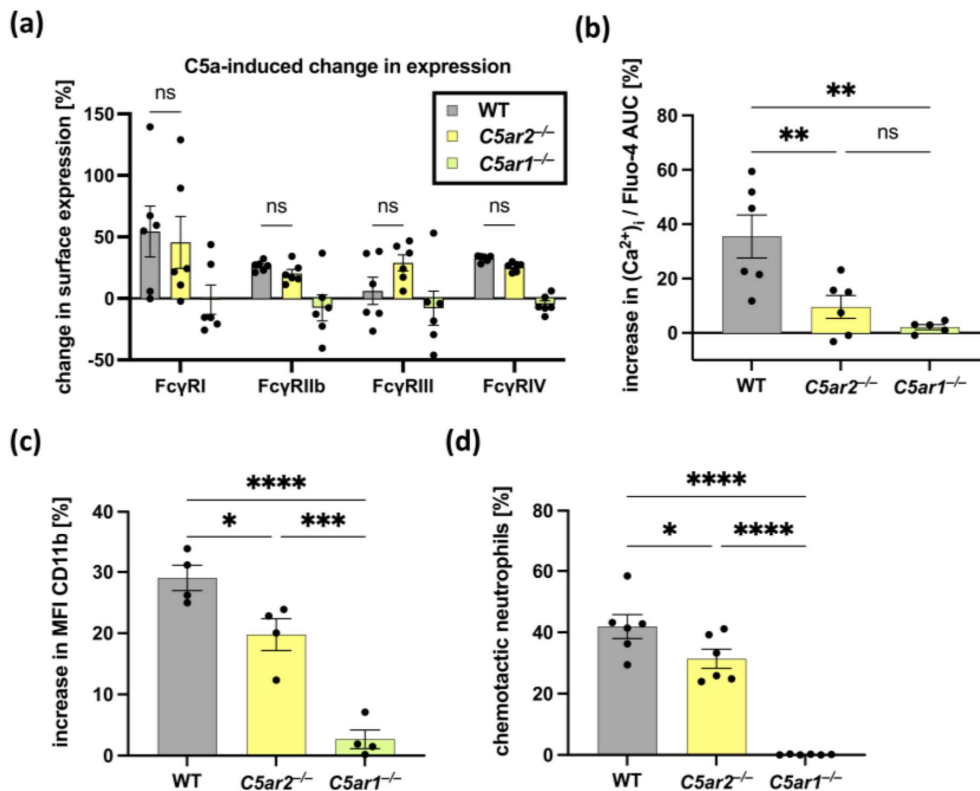 (a)
C5a-induced change in expression
change in surface expression [%]
150
100
50
0
-50
ns
ns
ns
ns
WT
C5ar2–/–
C5ar1–/–
FcγRI
FcγRIIb
FcγRIII
FcγRIV
(b)
increase in (Ca²⁺)i / Fluo-4 AUC [%]
80
60
40
20
0
**
**
ns
WT
C5ar2–/–
C5ar1–/–
(c)
increase in MFI CD11b [%]
40
30
20
10
0
****
*
***
WT
C5ar2–/–
C5ar1–/–
(d)
chemotactic neutrophils [%]
80
60
40
20
0
****
*
****
WT
C5ar2–/–
C5ar1–/–